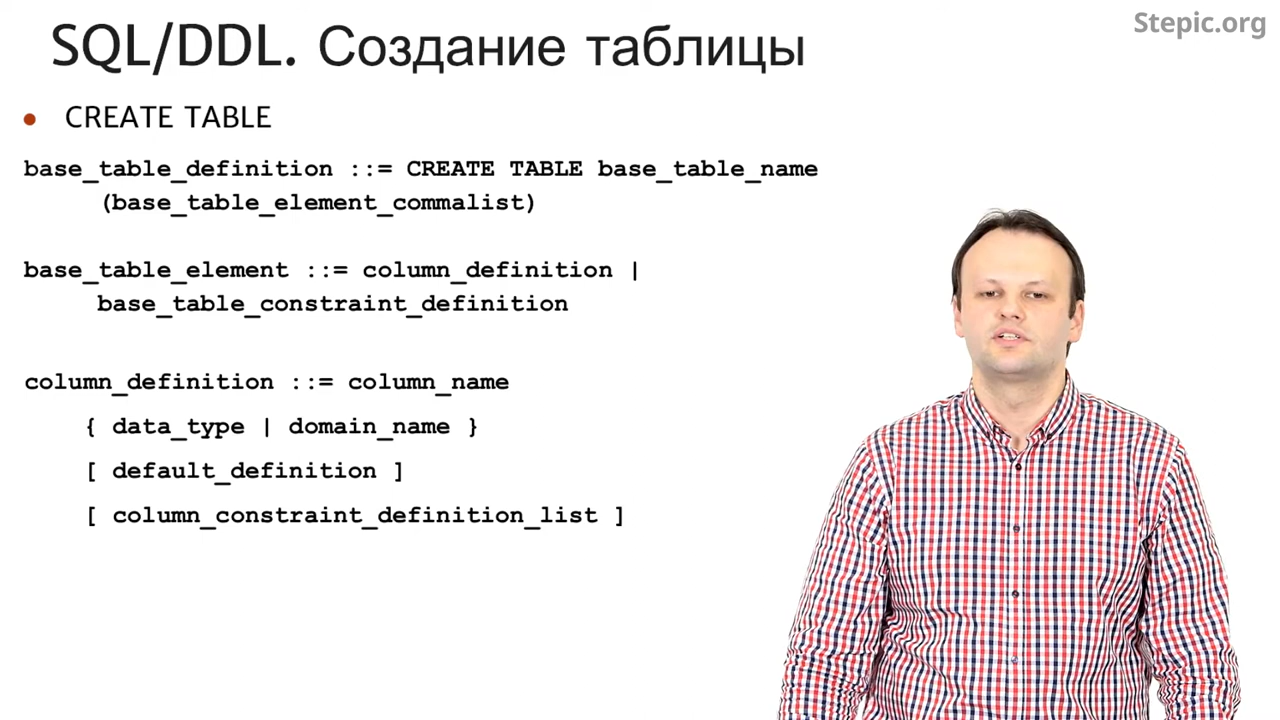 Stepic.org
SQL/DDL. Создание таблицы
CREATE TABLE
base_table_definition ::= CREATE TABLE base_table_name
(base_table_element_commalist)
base_table_element ::= column_definition |
base_table_constraint_definition
column_definition ::= column_name
{ data_type | domain_name }
[ default_definition ]
[ column_constraint_definition_list ]